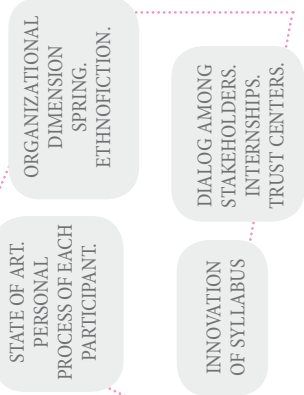 STATE OF ART.
PERSONAL
PROCESS OF EACH
PARTICIPANT.
ORGANIZATIONAL
DIMENSION
SPRING.
ETHNOFICTION.
INNOVATION
OF SYLLABUS
DIALOG AMONG
STAKEHOLDERS.
INTERNSHIPS.
TRUST CENTERS.